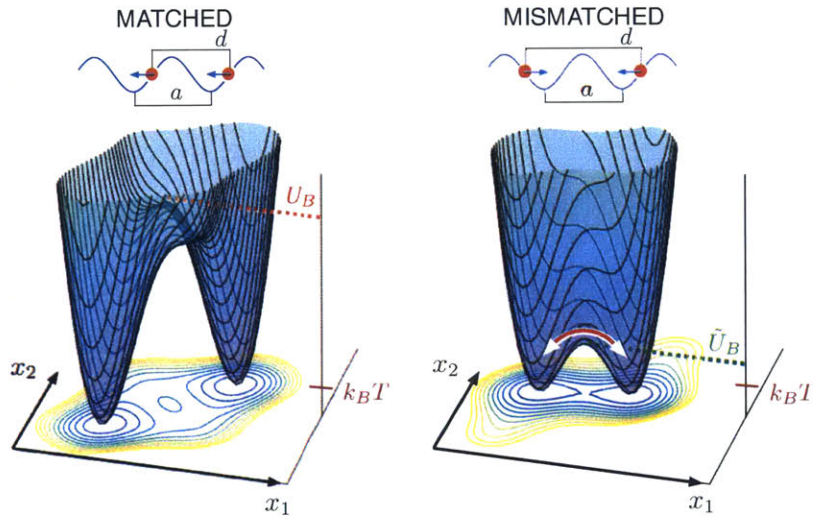 MATCHED
d
a
U_B
x_2
k_BT
x_1
MISMATCHED
d
a
Ũ_B
x_2
k_BT
x_1